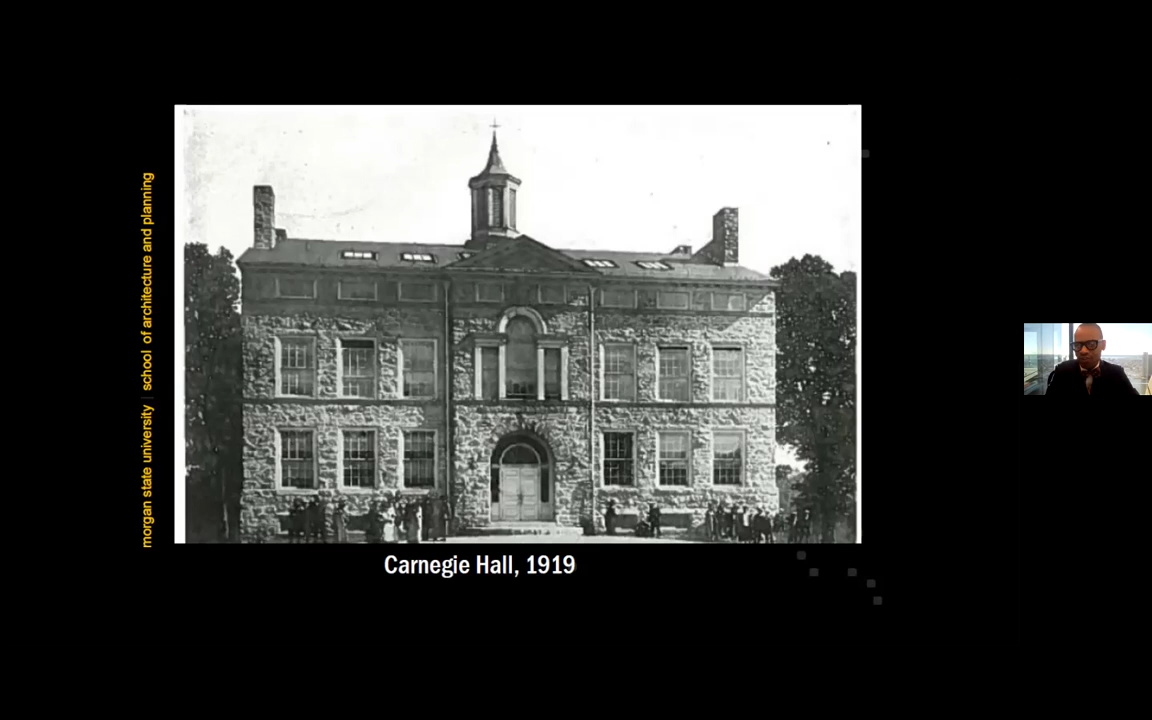 morgan state university | school of architecture and planning
Carnegie Hall, 1919